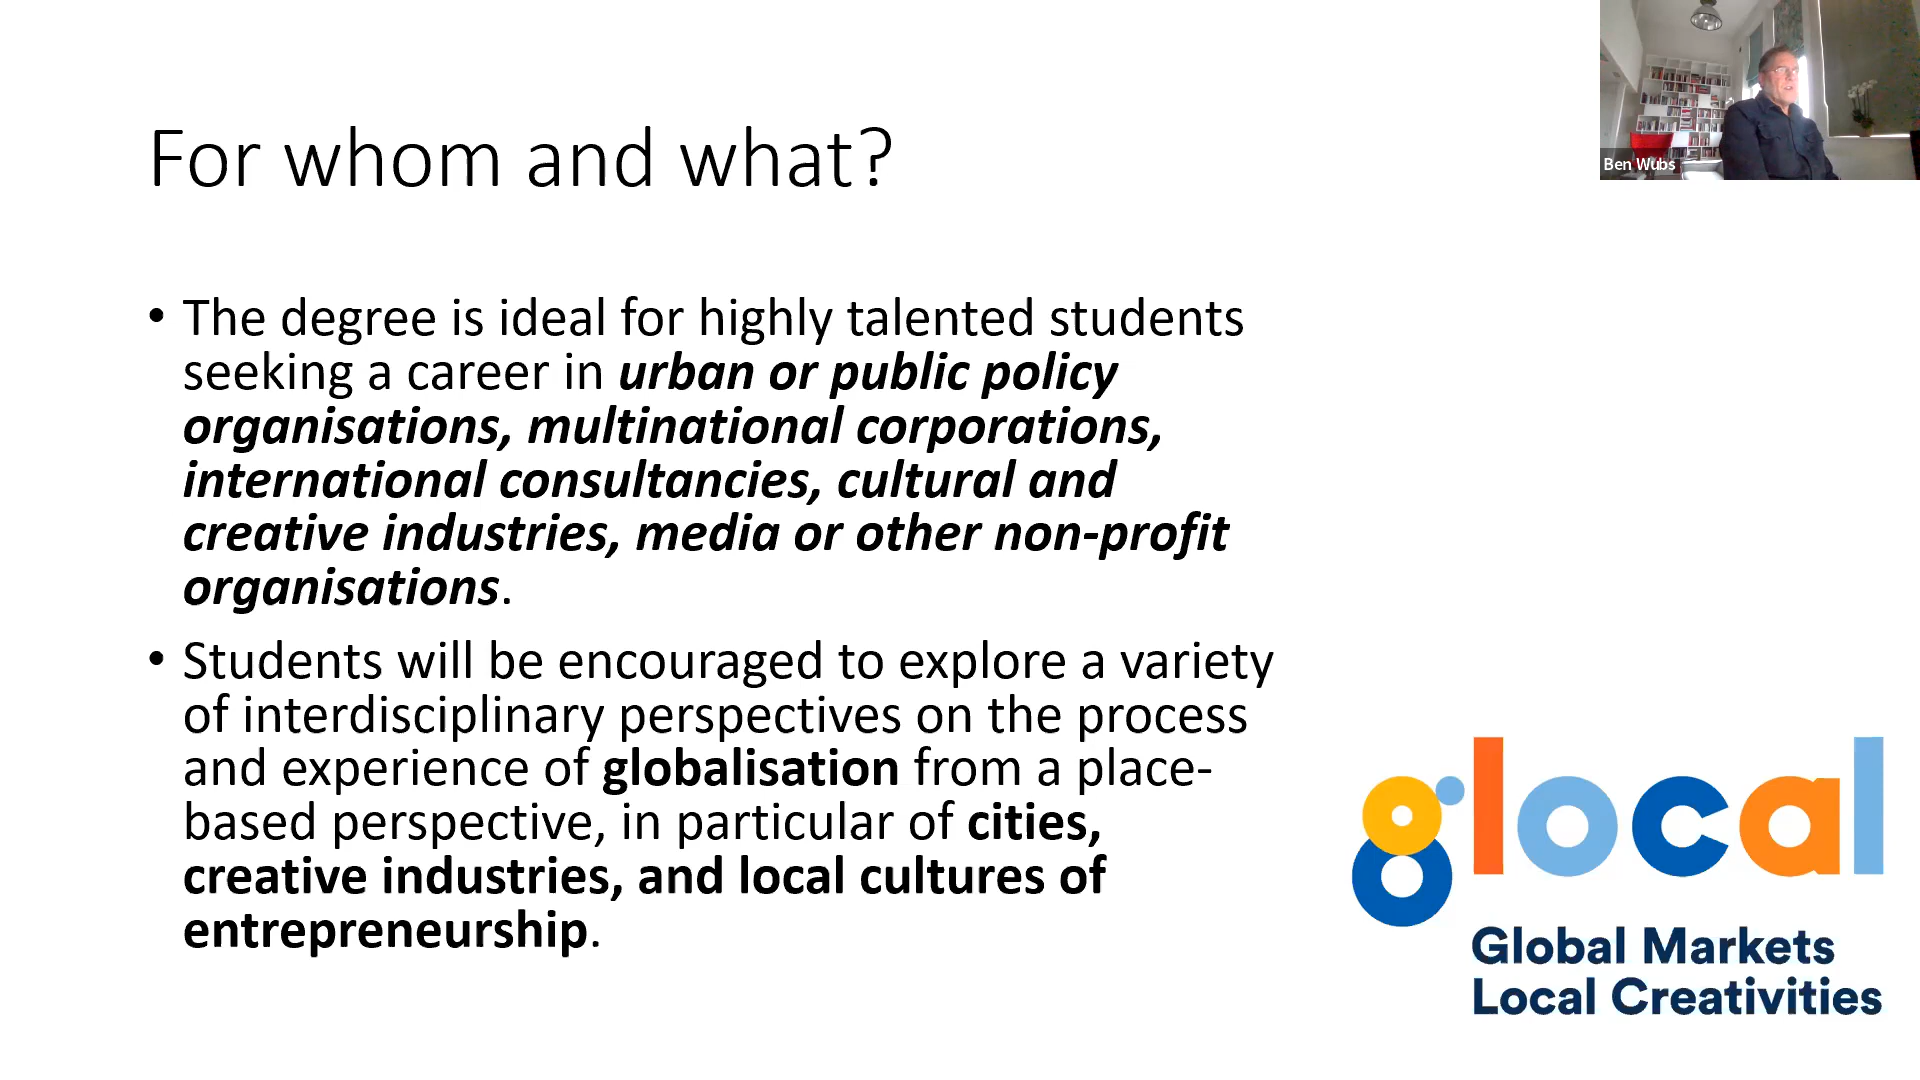 Ben Wubs
For whom and what?
• The degree is ideal for highly talented students
seeking a career in urban or public policy
organisations, multinational corporations,
international consultancies, cultural and
creative industries, media or other non-profit
organisations.
• Students will be encouraged to explore a variety
of interdisciplinary perspectives on the process
and experience of globalisation from a place-
based perspective, in particular of cities,
creative industries, and local cultures of
entrepreneurship.
glocal
Global Markets
Local Creativities